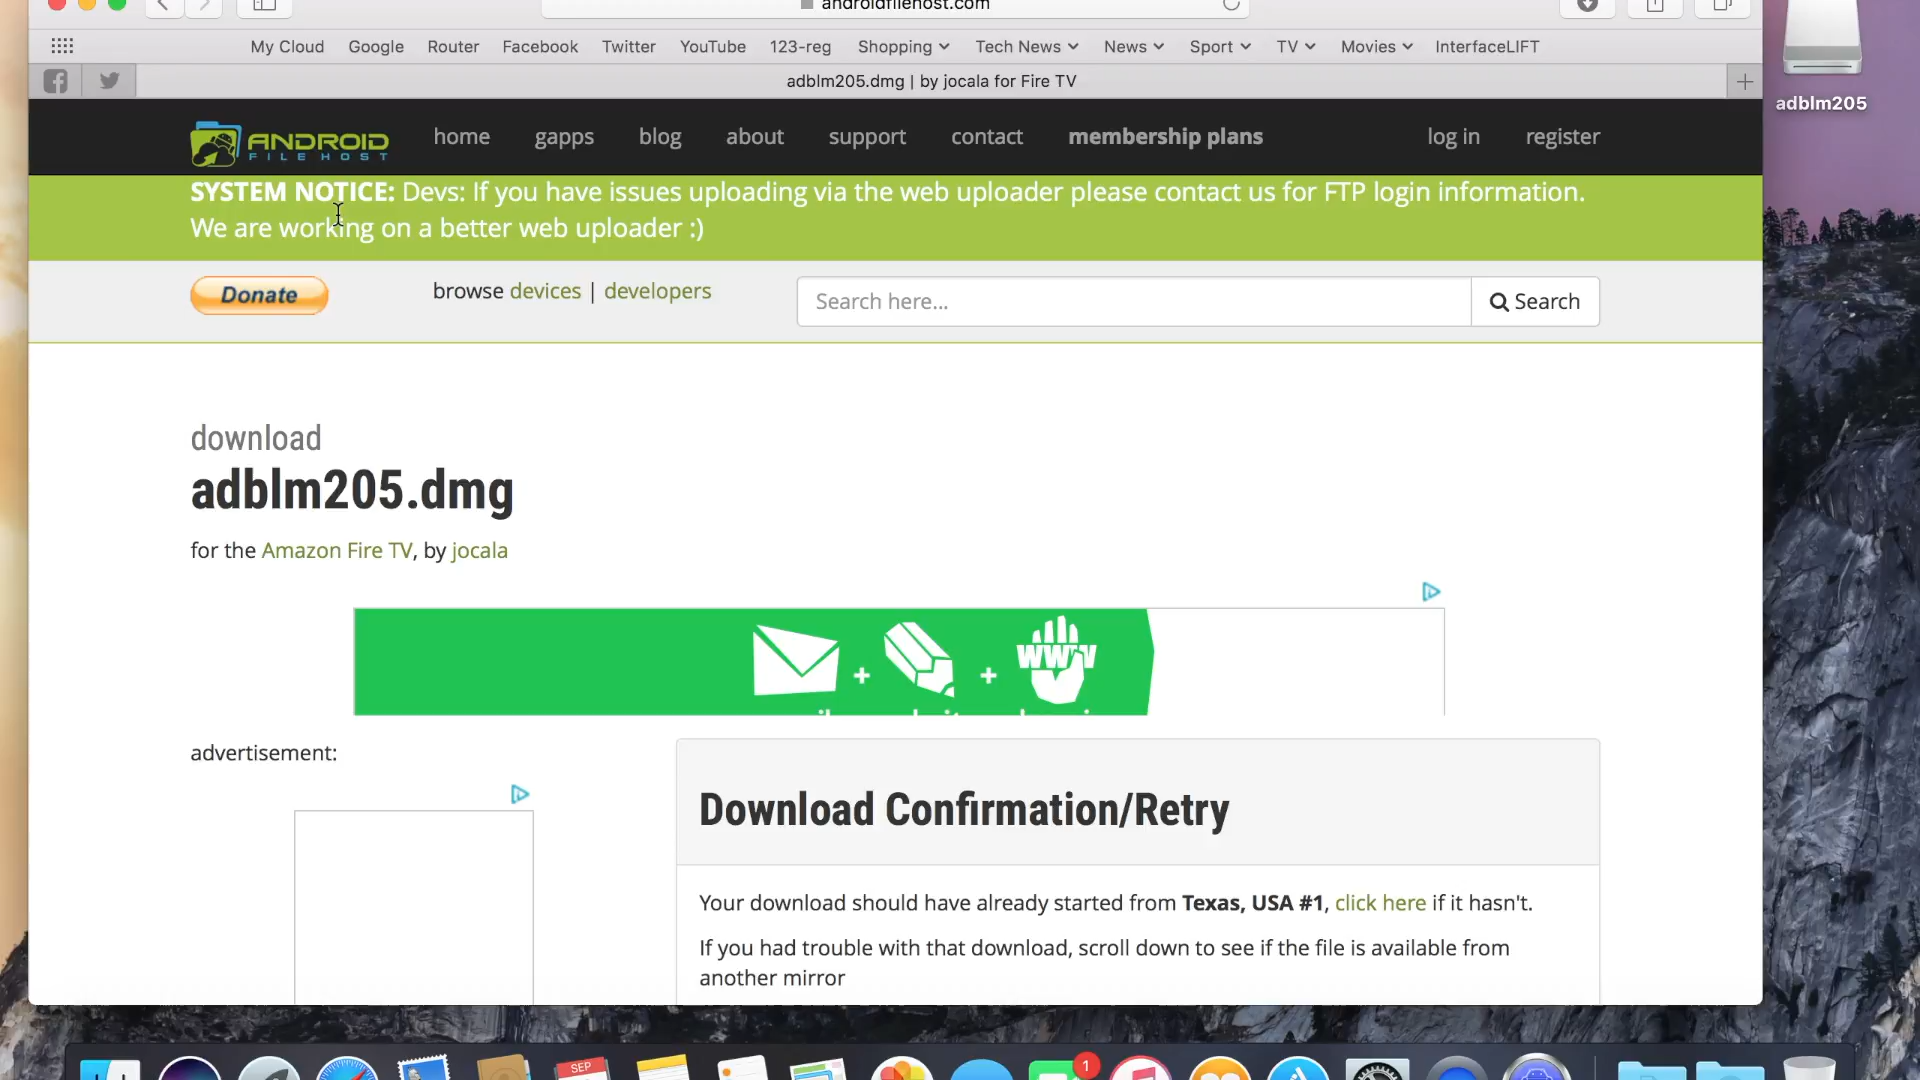 androidfilehost.com
My Cloud Google Router Facebook Twitter YouTube 123-reg Shopping Tech News News Sport TV Movies InterfaceLIFT
adblm205.dmg | by jocala for Fire TV
adblm205
ANDROID
FILE HOST
home gapps blog about support contact membership plans log in register
SYSTEM NOTICE: Devs: If you have issues uploading via the web uploader please contact us for FTP login information.
We are working on a better web uploader :)
Donate browse devices | developers Search here... Search
download
adblm205.dmg
for the Amazon Fire TV, by jocala
www
advertisement:
Download Confirmation/Retry
Your download should have already started from Texas, USA #1, click here if it hasn't.
If you had trouble with that download, scroll down to see if the file is available from
another mirror
SEP
1